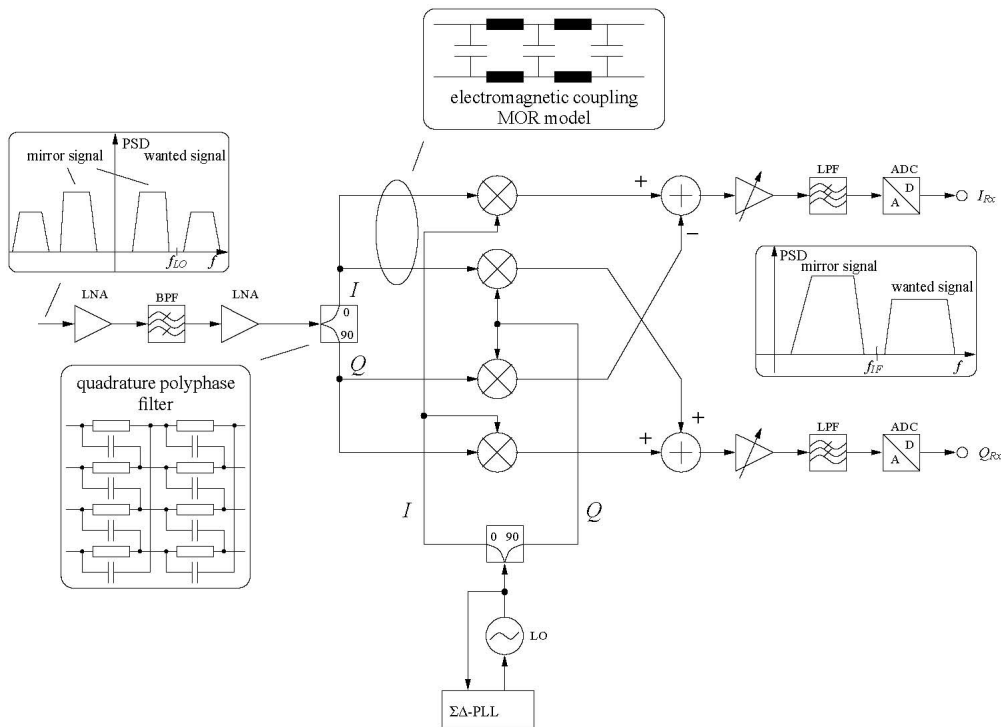 electromagnetic coupling
MOR model
PSD
mirror signal
wanted signal
f_LO
f
LNA
BPF
LNA
0
90
I
Q
quadrature polyphase
filter
+
−
+
+
LPF
ADC
D
A
I_Rx
PSD
mirror signal
wanted signal
f_IF
f
LPF
ADC
D
A
Q_Rx
I
Q
0 90
LO
ΣΔ-PLL